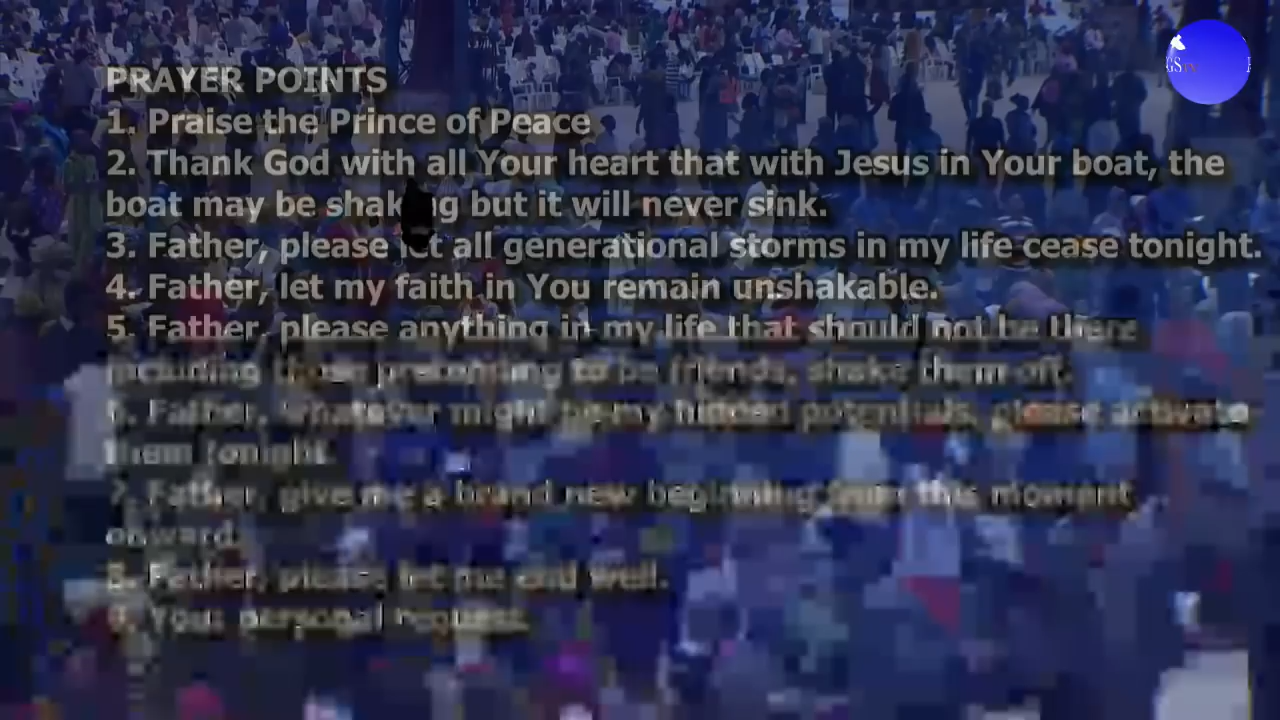 PRAYER POINTS
1. Praise the Prince of Peace
2. Thank God with all Your heart that with Jesus in Your boat, the
boat may be shaking but it will never sink.
3. Father, please let all generational storms in my life cease tonight.
4. Father, let my faith in You remain unshakable.
5. Father, please anything in my life that should not be there
including those pretending to be friends, shake them off.
6. Father, whatever might be my hidden potentials, please activate
them tonight.
7. Father, give me a brand new beginning from this moment
onward.
8. Father, please let me end well.
9. Your personal request.